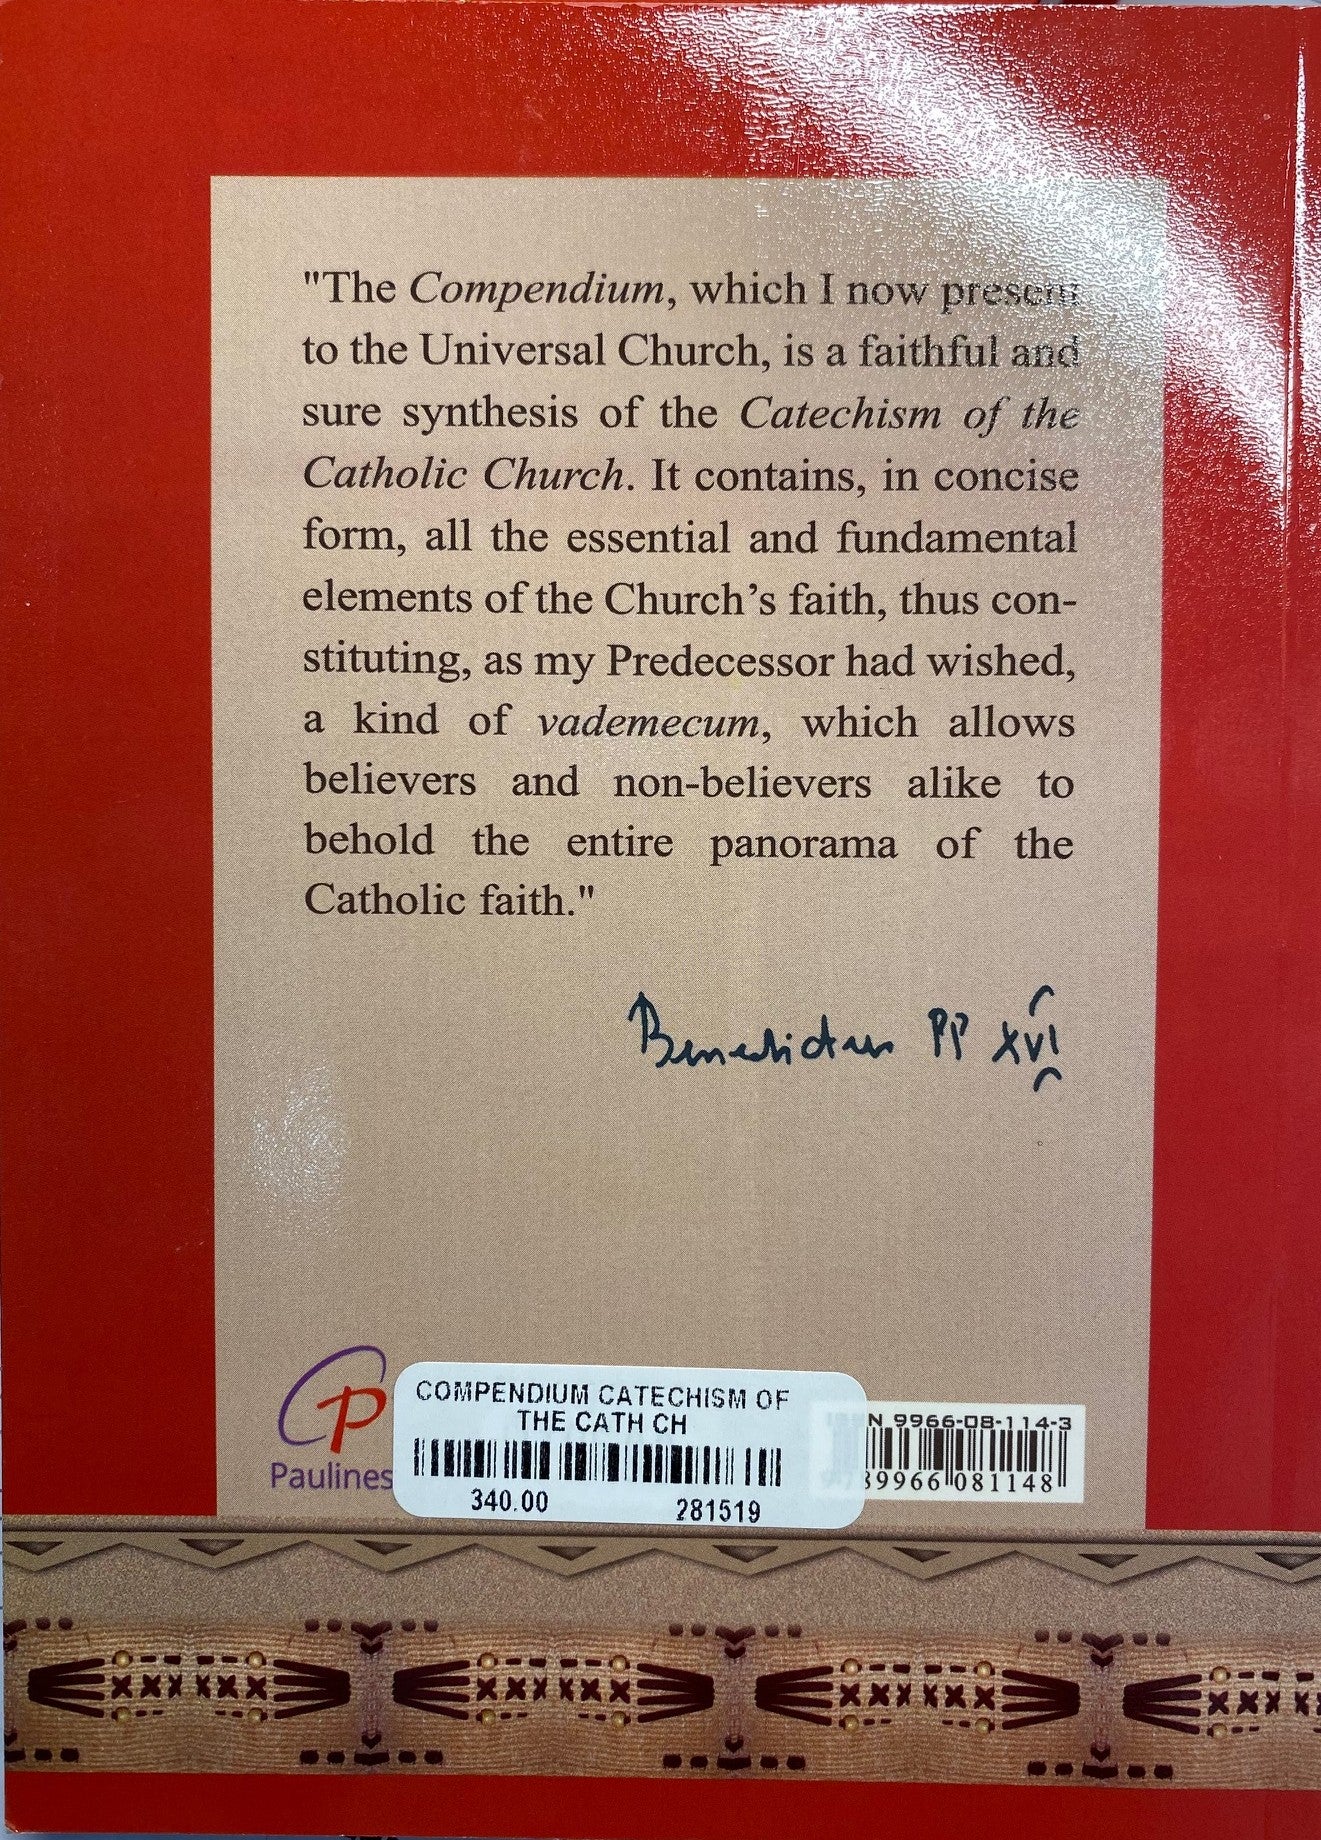 "The Compendium, which I now present
to the Universal Church, is a faithful and
sure synthesis of the Catechism of the
Catholic Church. It contains, in concise
form, all the essential and fundamental
elements of the Church’s faith, thus con-
stituting, as my Predecessor had wished,
a kind of vademecum, which allows
believers and non-believers alike to
behold the entire panorama of the
Catholic faith."
Benedictus PP XVI
Paulines
COMPENDIUM CATECHISM OF
THE CATH CH
340.00 281519
N 9966-08-114-3
89966 081148